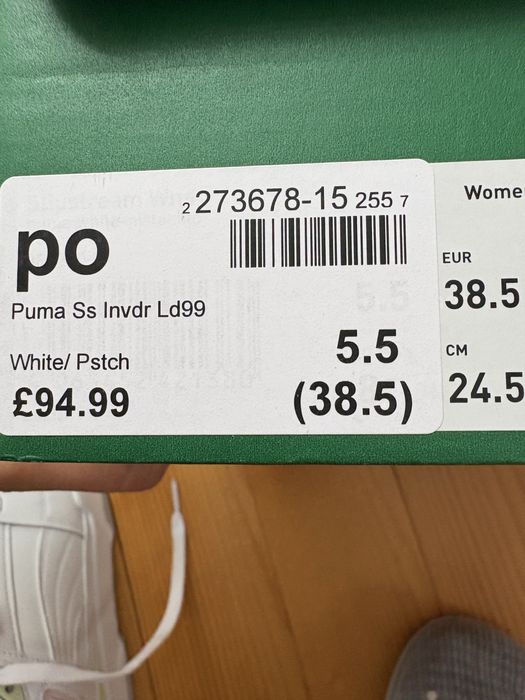 2 273678-15 255 7
po
Puma Ss Invdr Ld99
White/ Pstch
£94.99
5.5
(38.5)
Wome
EUR
38.5
CM
24.5